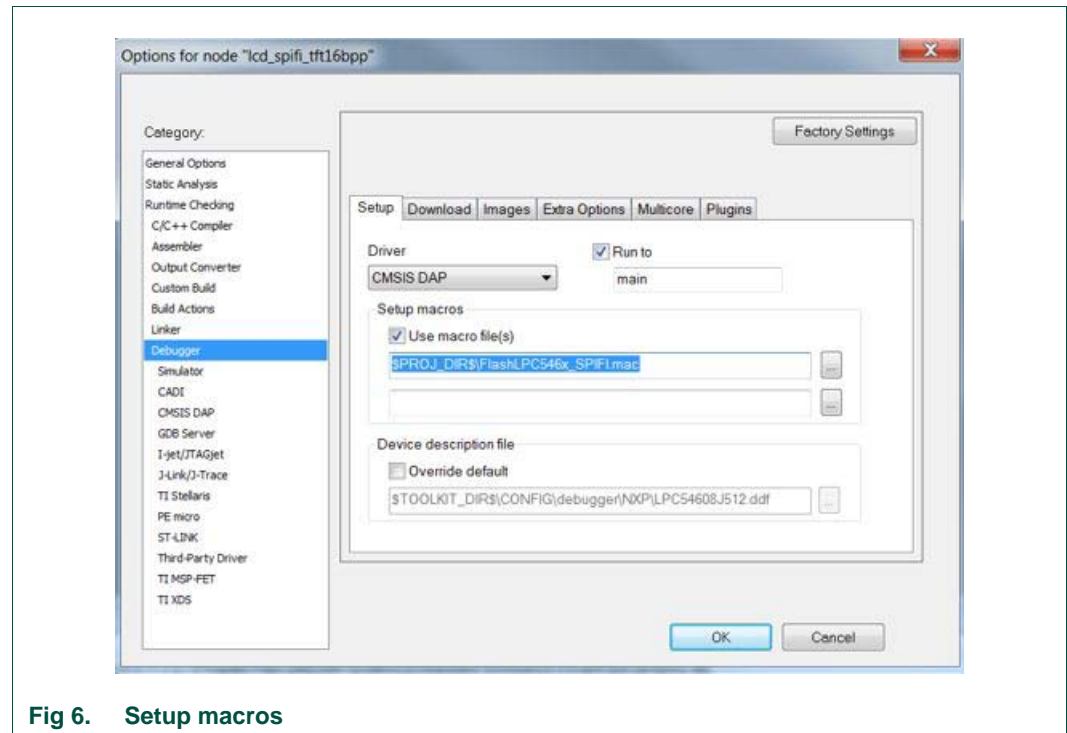 Options for node "lcd_spifi_tft16bpp"
Category:
Factory Settings
General Options
Static Analysis
Runtime Checking
C/C++ Compiler
Assembler
Output Converter
Custom Build
Build Actions
Linker
Debugger
Simulator
CADI
CMSIS DAP
GDB Server
I-jet/JTAGjet
J-Link/J-Trace
TI Stellaris
PE micro
ST-LINK
Third-Party Driver
TI MSP-FET
TI XDS
Setup Download Images Extra Options Multicore Plugins
Driver
Run to
CMSIS DAP
main
Setup macros
Use macro file(s)
$PROJ_DIR$\FlashLPC546x_SPIFI.mac
...
...
Device description file
Override default
$TOOLKIT_DIR$\CONFIG\debugger\NXP\LPC54608J512.ddf
...
OK Cancel
Fig 6. Setup macros